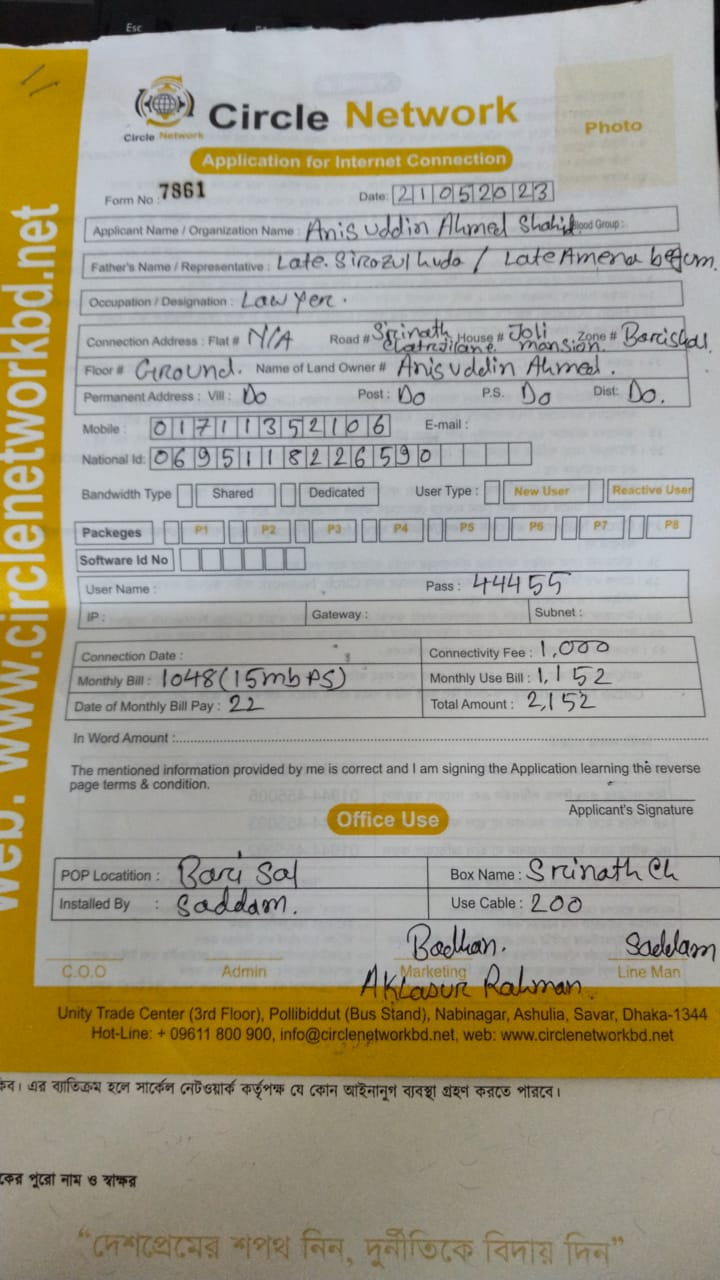 Esc
Circle Network
Circle Network
Photo
Application for Internet Connection
Form No : 7861
Date: 21052023
Applicant Name / Organization Name : Anis Uddin Ahmed Shahid Blood Group :
Father's Name / Representative : Late. Sirozul huda / Late Amena begum.
Occupation / Designation : Lawyer.
Connection Address : Flat # N/A Road # Srinath Chatrajilane House # Joli mansion. Zone # Barishal
Floor # Ground. Name of Land Owner # Anis Uddin Ahmed.
Permanent Address : Vill : Do Post : Do P.S. Do Dist: Do.
Mobile : 01711352106 E-mail :
National Id: 0695118226590
Bandwidth Type Shared Dedicated User Type : New User Reactive User
Packeges P1 P2 P3 P4 P5 P6 P7 P8
Software Id No
User Name : Pass : 44455
IP : Gateway : Subnet :
Connection Date : Connectivity Fee : 1,000
Monthly Bill : 1048(15mbps) Monthly Use Bill : 1,152
Date of Monthly Bill Pay : 22 Total Amount : 2,152
In Word Amount :
The mentioned information provided by me is correct and I am signing the Application learning the reverse
page terms & condition.
Applicant's Signature
Office Use
POP Locatition : Bari Sal Box Name : Srinath Ch
Installed By : Saddam. Use Cable : 200
Badhan. Saddam
C.O.O Admin Marketing Line Man
Aklasur Rahman
Unity Trade Center (3rd Floor), Pollibiddut (Bus Stand), Nabinagar, Ashulia, Savar, Dhaka-1344
Hot-Line: + 09611 800 900, info@circlenetworkbd.net, web: www.circlenetworkbd.net
web: www.circlenetworkbd.net
এর ব্যতিক্রম হলে সার্কেল নেটওয়ার্ক কর্তৃপক্ষ যে কোন আইনানুগ ব্যবস্থা গ্রহণ করতে পারবে।
পুরো নাম ও স্বাক্ষর
“দেশপ্রেমের শপথ নিন, দুর্নীতিকে বিদায় দিন”